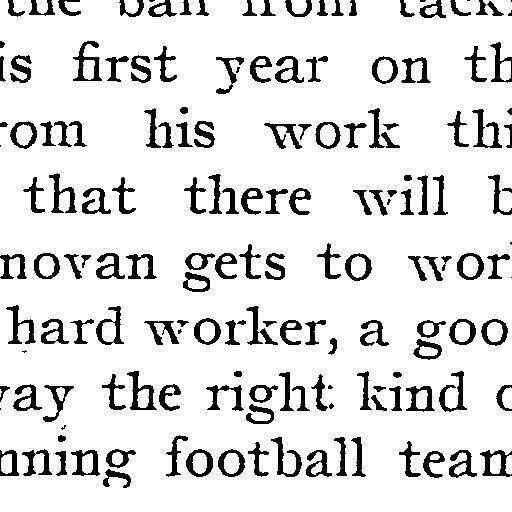 the ball from tack
is first year on th
rom his work thi
that there will b
novan gets to work
hard worker, a goo
vay the right kind o
nning football team